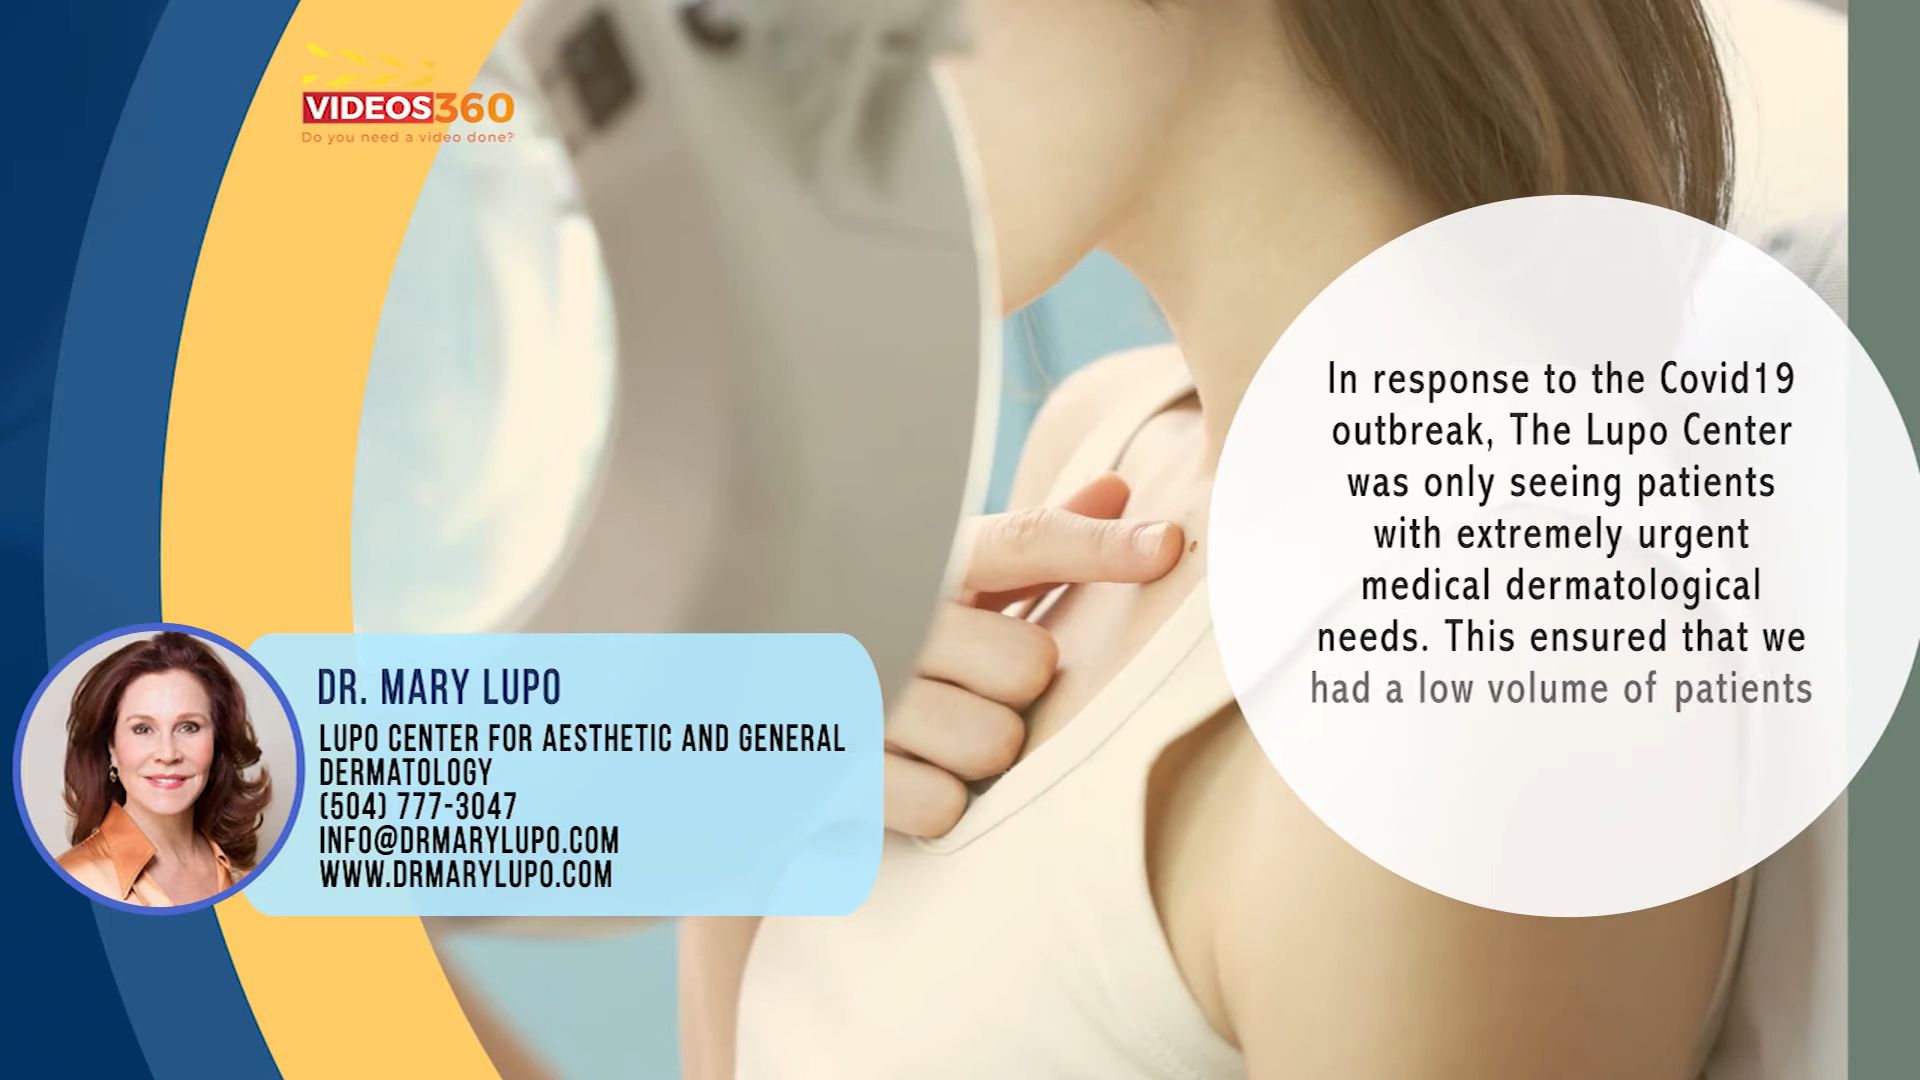 VIDEOS360
Do you need a video done?
In response to the Covid19
outbreak, The Lupo Center
was only seeing patients
with extremely urgent
medical dermatological
needs. This ensured that we
had a low volume of patients
DR. MARY LUPO
LUPO CENTER FOR AESTHETIC AND GENERAL
DERMATOLOGY
(504) 777-3047
INFO@DRMARYLUPO.COM
WWW.DRMARYLUPO.COM